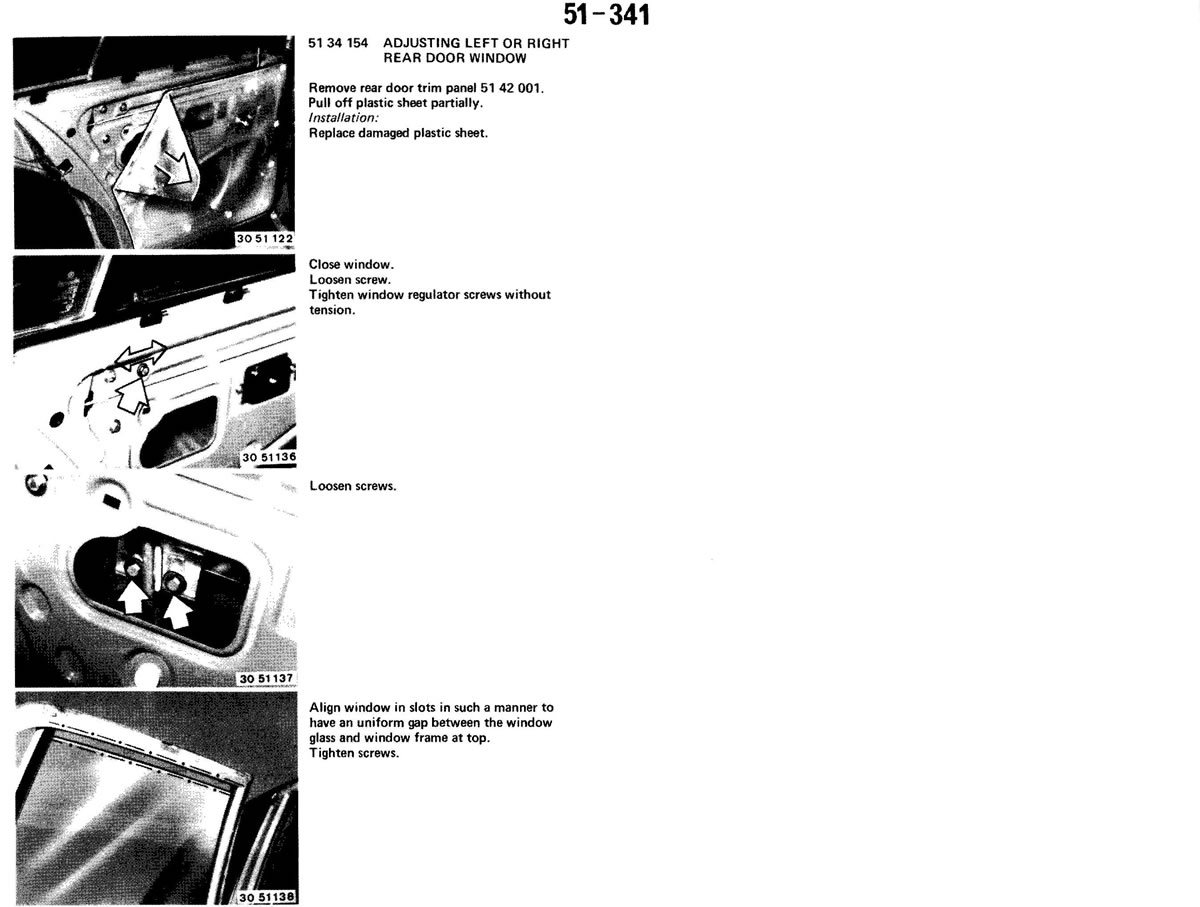 51-341
51 34 154 ADJUSTING LEFT OR RIGHT
REAR DOOR WINDOW
Remove rear door trim panel 51 42 001.
Pull off plastic sheet partially.
Installation:
Replace damaged plastic sheet.
30 51 122
Close window.
Loosen screw.
Tighten window regulator screws without
tension.
30 51136
Loosen screws.
30 51137
Align window in slots in such a manner to
have an uniform gap between the window
glass and window frame at top.
Tighten screws.
30 51138